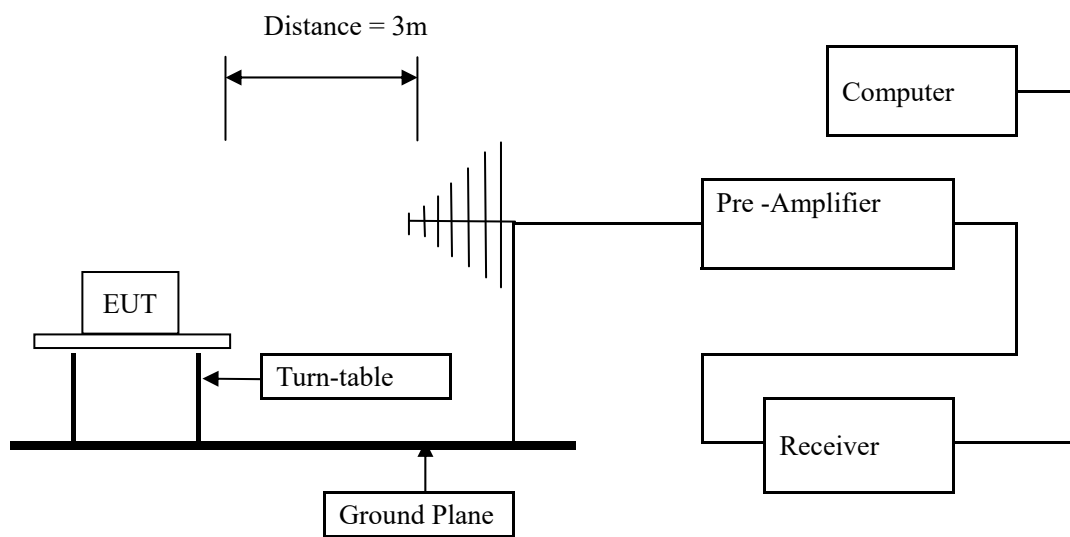 Distance = 3m
Computer
Pre -Amplifier
EUT
Turn-table
Receiver
Ground Plane